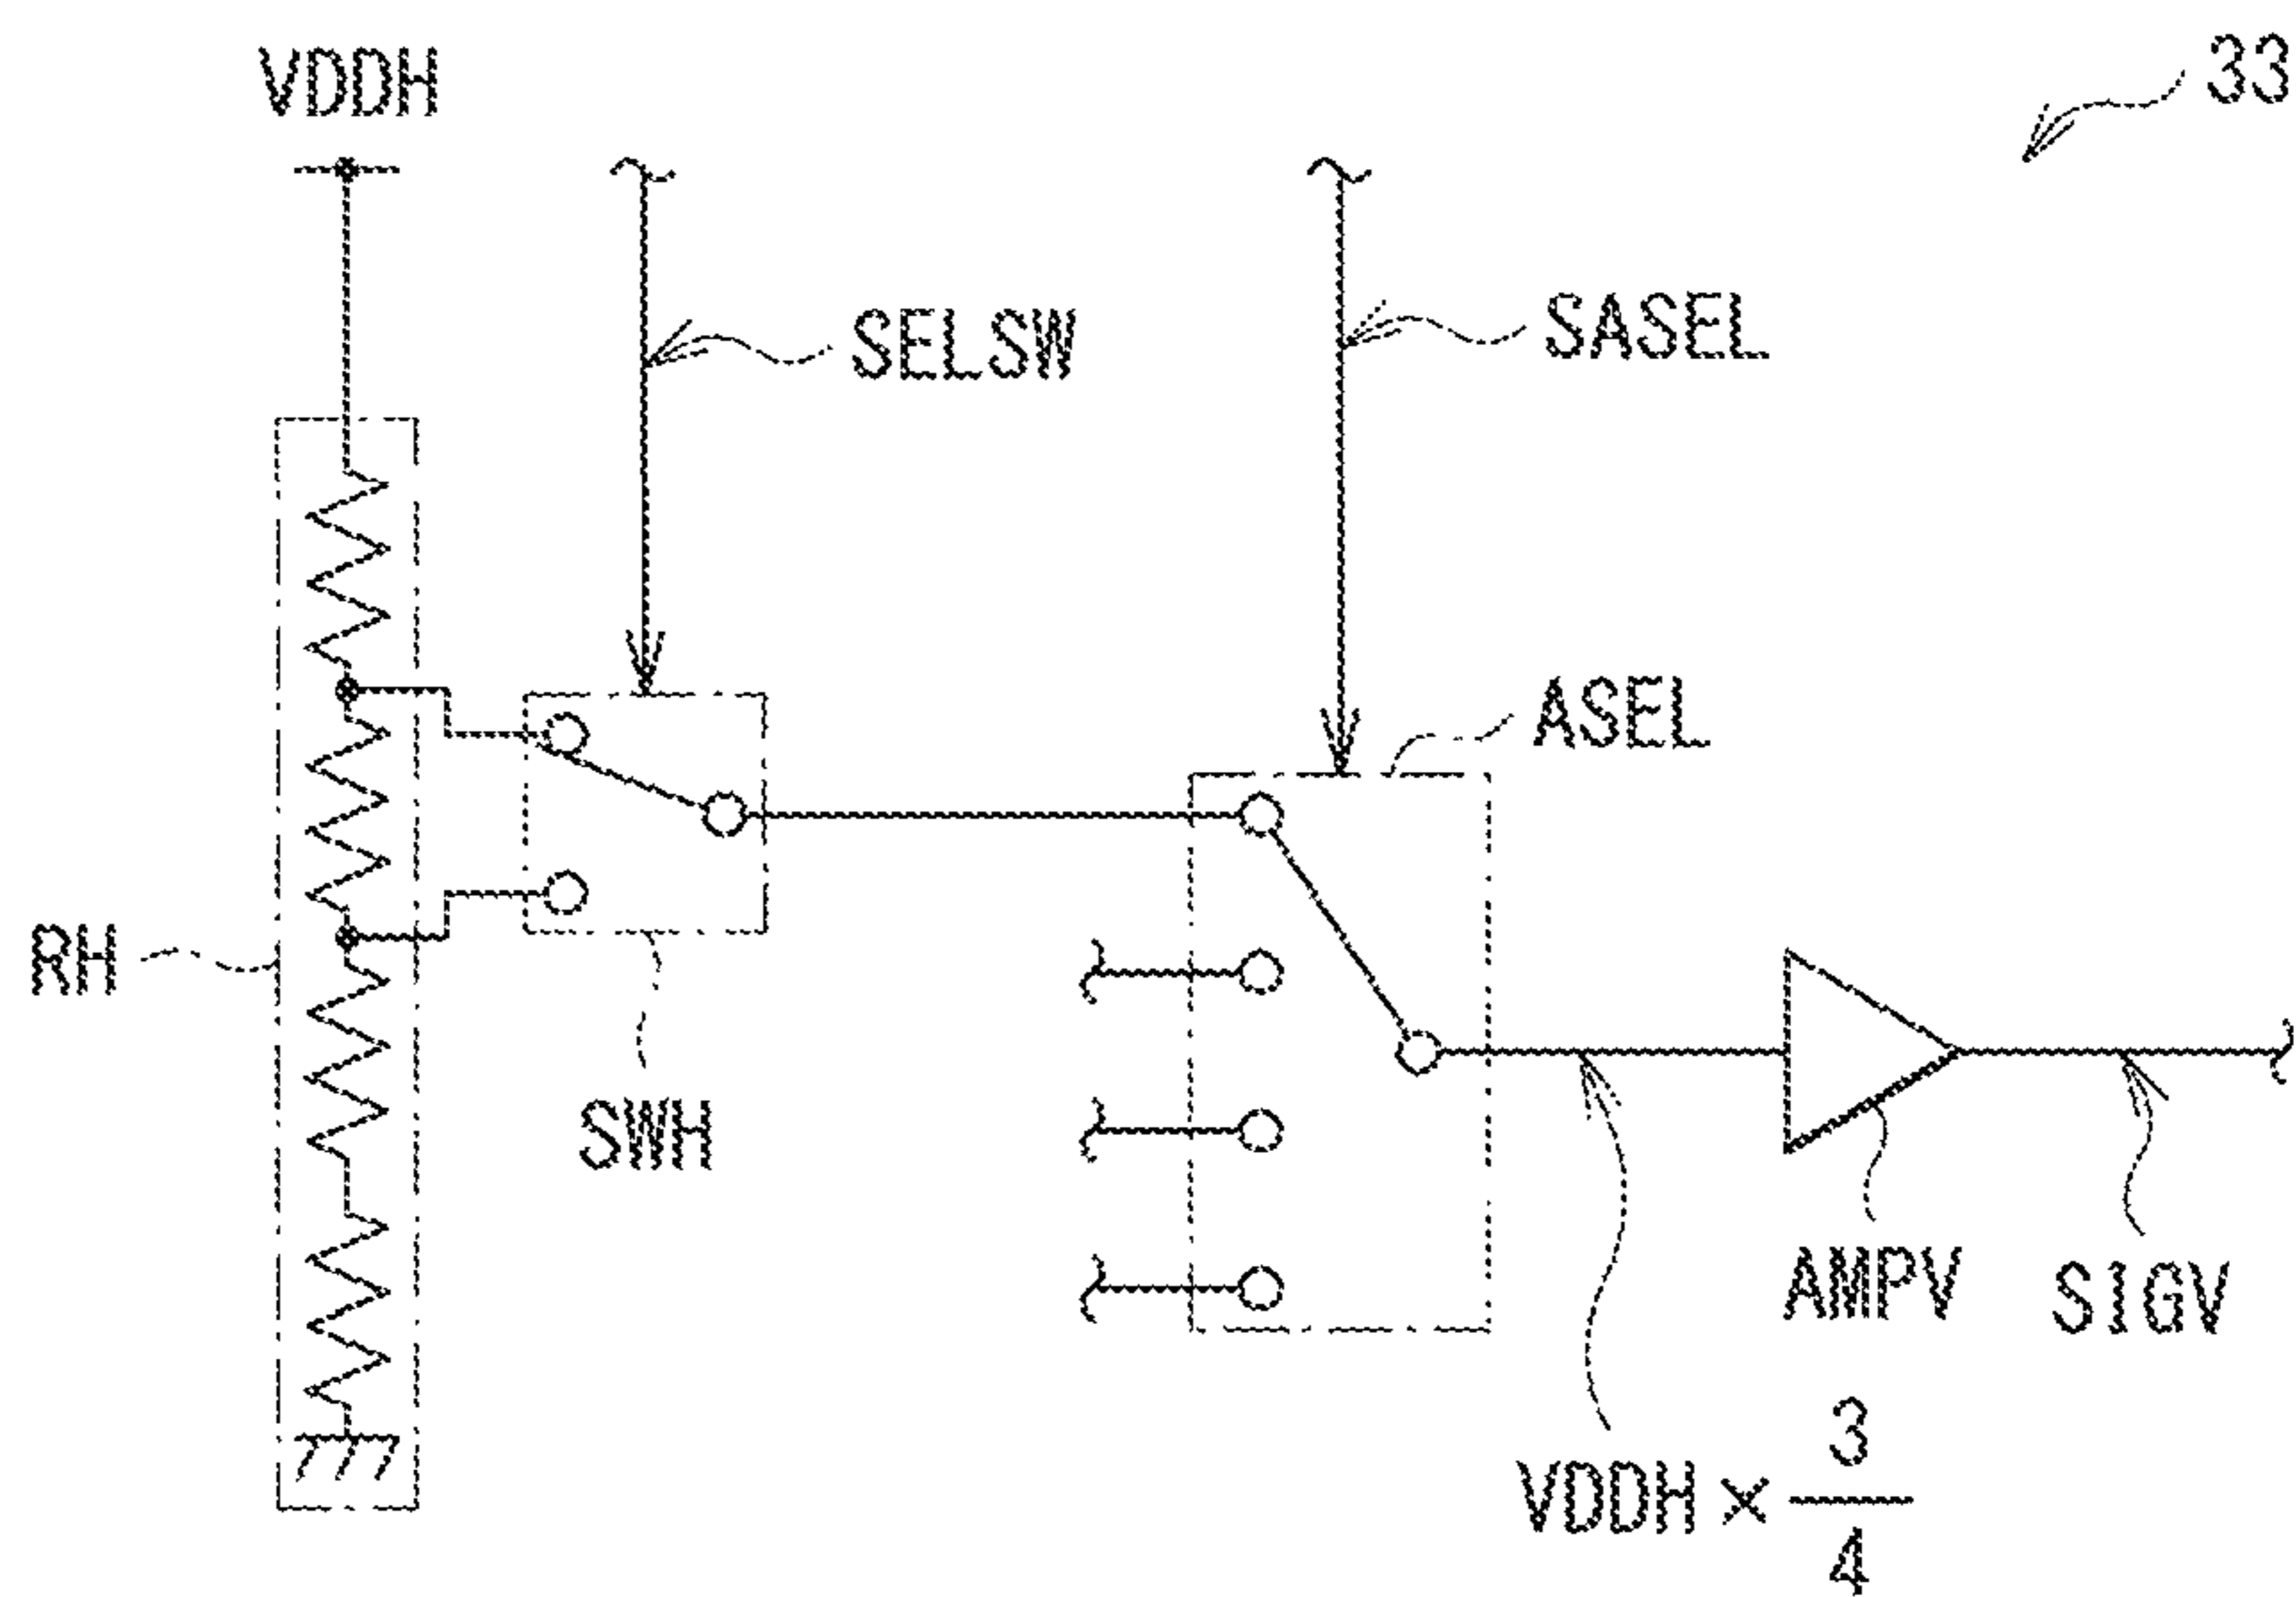 VDDH
33
SELSW
SASEL
ASEL
RH
SWH
AMPV
SIGV
VDDH × 3/4